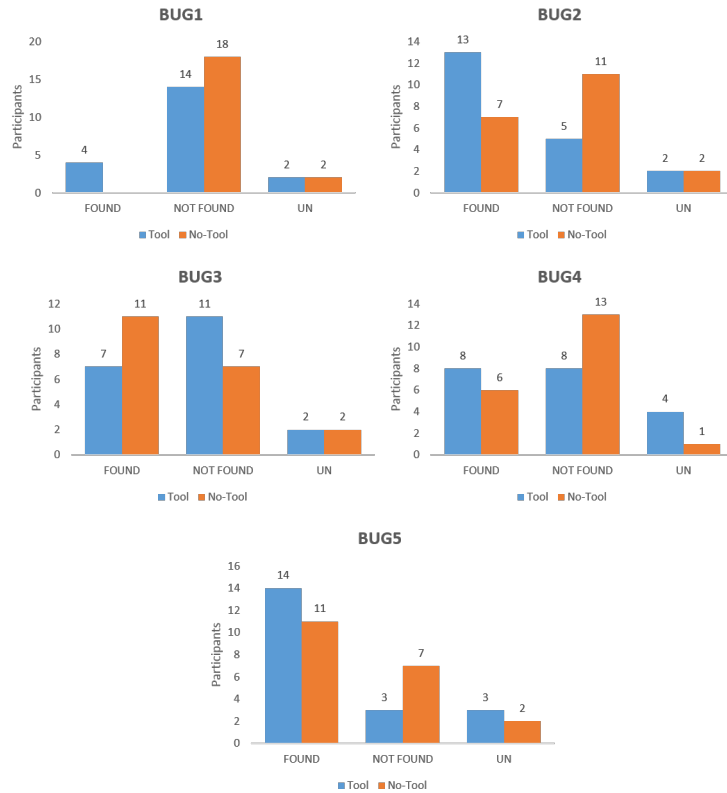 BUG1
20
15
10
5
0
Participants
4
14
18
2
2
FOUND
NOT FOUND
UN
Tool
No-Tool
BUG2
14
12
10
8
6
4
2
0
Participants
13
7
5
11
2
2
FOUND
NOT FOUND
UN
Tool
No-Tool
BUG3
12
10
8
6
4
2
0
Participants
7
11
11
7
2
2
FOUND
NOT FOUND
UN
Tool
No-Tool
BUG4
14
12
10
8
6
4
2
0
Participants
8
6
8
13
4
1
FOUND
NOT FOUND
UN
Tool
No-Tool
BUG5
16
14
12
10
8
6
4
2
0
Participants
14
11
3
7
3
2
FOUND
NOT FOUND
UN
Tool
No-Tool